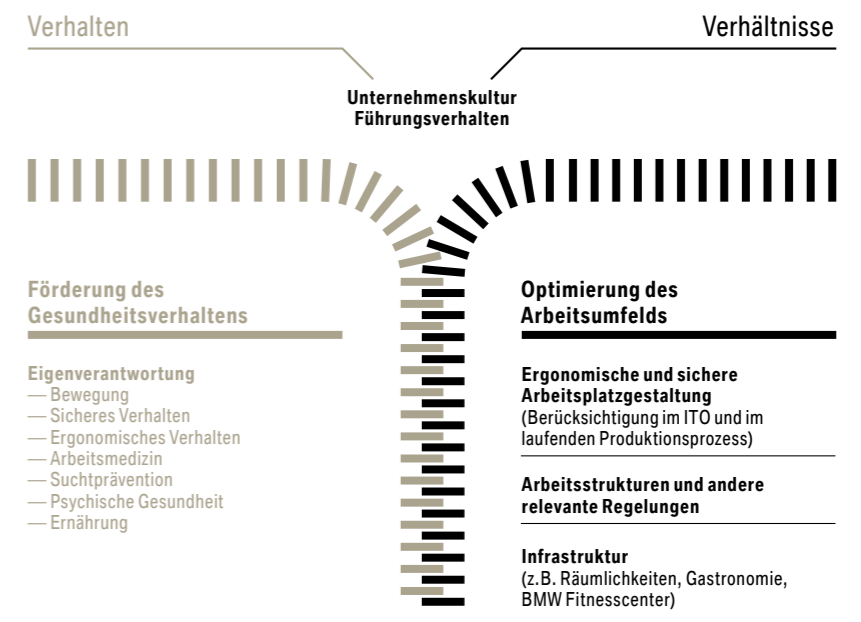 Verhalten
Verhältnisse
Unternehmenskultur
Führungsverhalten
Förderung des
Gesundheitsverhaltens
Eigenverantwortung
— Bewegung
— Sicheres Verhalten
— Ergonomisches Verhalten
— Arbeitsmedizin
— Suchtprävention
— Psychische Gesundheit
— Ernährung
Optimierung des
Arbeitsumfelds
Ergonomische und sichere
Arbeitsplatzgestaltung
(Berücksichtigung im ITO und im
laufenden Produktionsprozess)
Arbeitsstrukturen und andere
relevante Regelungen
Infrastruktur
(z.B. Räumlichkeiten, Gastronomie,
BMW Fitnesscenter)